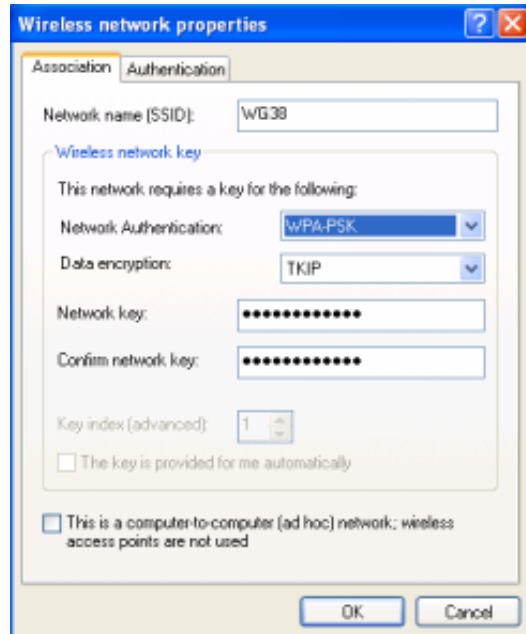 Wireless network properties
Association Authentication
Network name (SSID): WG38
Wireless network key
This network requires a key for the following:
Network Authentication: WPA-PSK
Data encryption: TKIP
Network key: ••••••••••••
Confirm network key: ••••••••••••
Key index (advanced): 1
The key is provided for me automatically
This is a computer-to-computer (ad hoc) network; wireless
access points are not used
OK Cancel